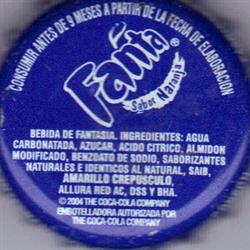 CONSUMIR ANTES DE 9 MESES A PARTIR DE LA FECHA DE ELABORACION
Fanta®
Sabor Naranja
BEBIDA DE FANTASIA. INGREDIENTES: AGUA
CARBONATADA, AZUCAR, ACIDO CITRICO, ALMIDON
MODIFICADO, BENZOATO DE SODIO, SABORIZANTES
NATURALES E IDENTICOS AL NATURAL, SAIB,
AMARILLO CREPUSCULO,
ALLURA RED AC, DSS Y BHA.
© 2004 THE COCA-COLA COMPANY
EMBOTELLADORA AUTORIZADA POR
THE COCA-COLA COMPANY